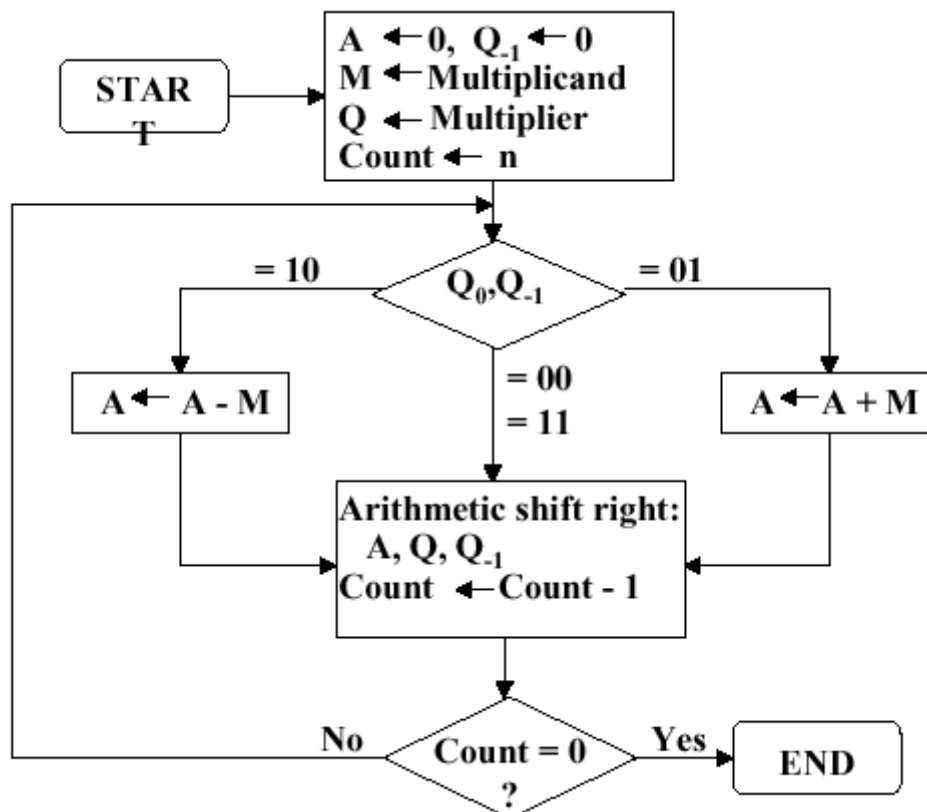 STAR
T
A ← 0, Q₋₁ ← 0
M ← Multiplicand
Q ← Multiplier
Count ← n
= 10
Q₀,Q₋₁
= 01
= 00
= 11
A ← A - M
A ← A + M
Arithmetic shift right:
A, Q, Q₋₁
Count ← Count - 1
No
Count = 0
?
Yes
END